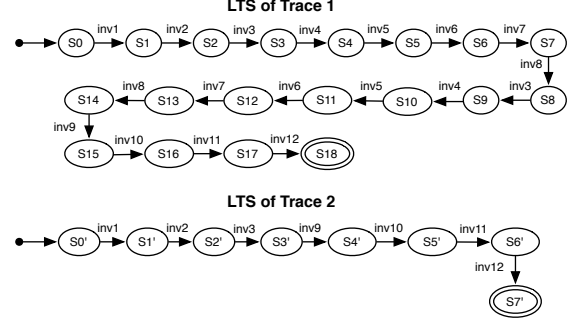 LTS of Trace 1
inv1 inv2 inv3 inv4 inv5 inv6 inv7
S0 S1 S2 S3 S4 S5 S6 S7
inv8
inv8 inv7 inv6 inv5 inv4 inv3
S14 S13 S12 S11 S10 S9 S8
inv9
inv10 inv11 inv12
S15 S16 S17 S18
LTS of Trace 2
inv1 inv2 inv3 inv9 inv10 inv11
S0' S1' S2' S3' S4' S5' S6'
inv12
S7'